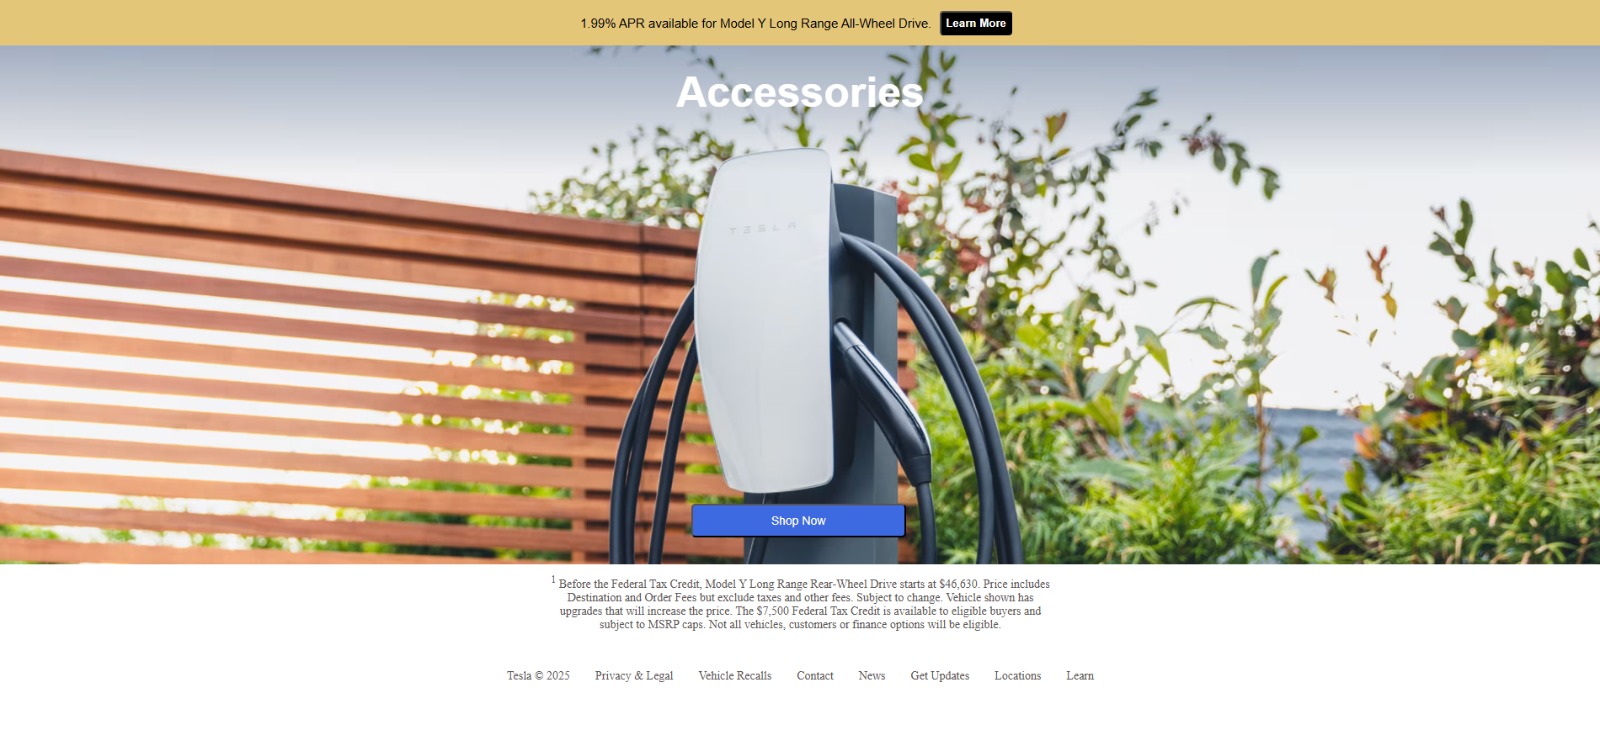 1.99% APR available for Model Y Long Range All-Wheel Drive. Learn More
Accessories
TESLA
Shop Now
1 Before the Federal Tax Credit, Model Y Long Range Rear-Wheel Drive starts at $46,630. Price includes
Destination and Order Fees but exclude taxes and other fees. Subject to change. Vehicle shown has
upgrades that will increase the price. The $7,500 Federal Tax Credit is available to eligible buyers and
subject to MSRP caps. Not all vehicles, customers or finance options will be eligible.
Tesla © 2025 Privacy & Legal Vehicle Recalls Contact News Get Updates Locations Learn